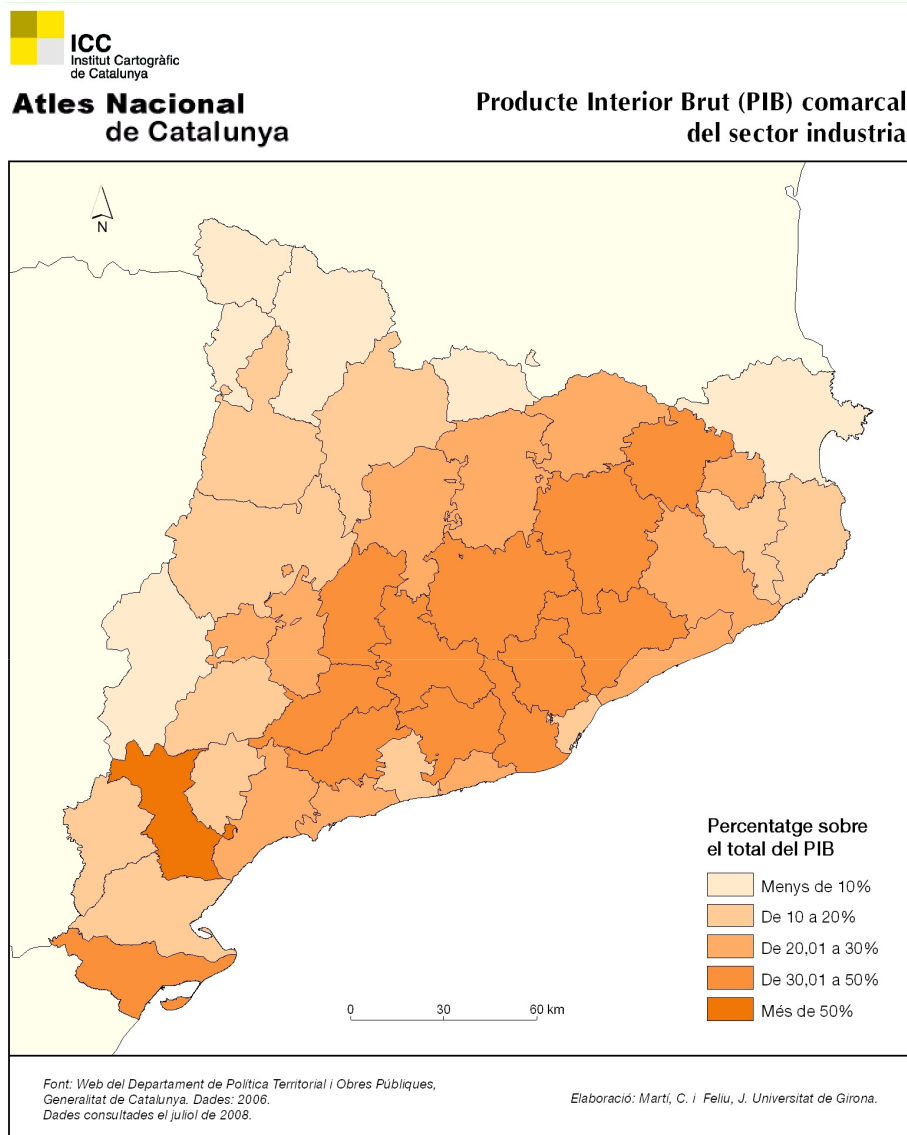 ICC
Institut Cartogràfic
de Catalunya
Atles Nacional
de Catalunya
Producte Interior Brut (PIB) comarcal
del sector industria
N
Percentatge sobre
el total del PIB
Menys de 10%
De 10 a 20%
De 20,01 a 30%
De 30,01 a 50%
Més de 50%
0 30 60 km
Font: Web del Departament de Política Territorial i Obres Públiques,
Generalitat de Catalunya. Dades: 2006.
Dades consultades el juliol de 2008.
Elaboració: Martí, C. i Feliu, J. Universitat de Girona.